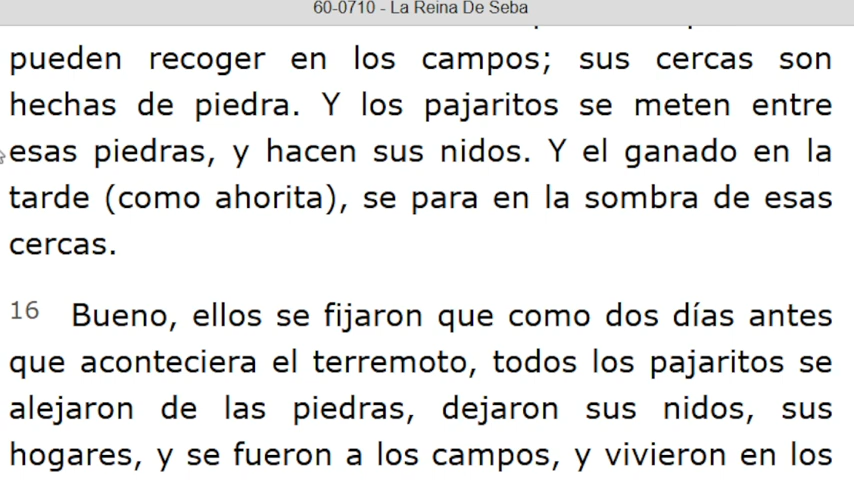 60-0710 - La Reina De Seba
pueden recoger en los campos; sus cercas son
hechas de piedra. Y los pajaritos se meten entre
esas piedras, y hacen sus nidos. Y el ganado en la
tarde (como ahorita), se para en la sombra de esas
cercas.
16 Bueno, ellos se fijaron que como dos días antes
que aconteciera el terremoto, todos los pajaritos se
alejaron de las piedras, dejaron sus nidos, sus
hogares, y se fueron a los campos, y vivieron en los